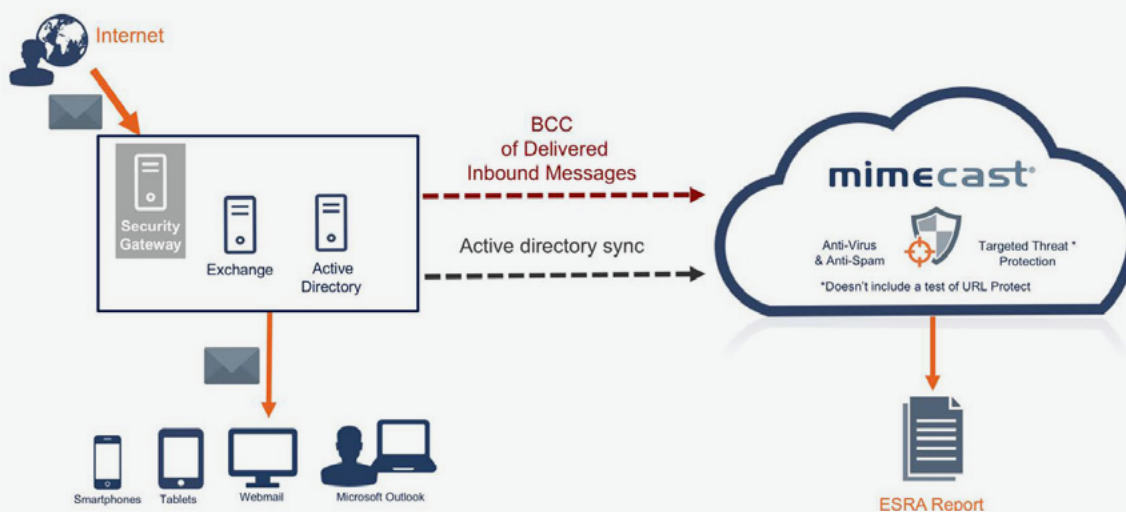 Internet
BCC
of Delivered
Inbound Messages
Security
Gateway
Exchange
Active
Directory
Active directory sync
mimecast®
Anti-Virus
& Anti-Spam
Targeted Threat *
Protection
*Doesn't include a test of URL Protect
Smartphones
Tablets
Webmail
Microsoft Outlook
ESRA Report